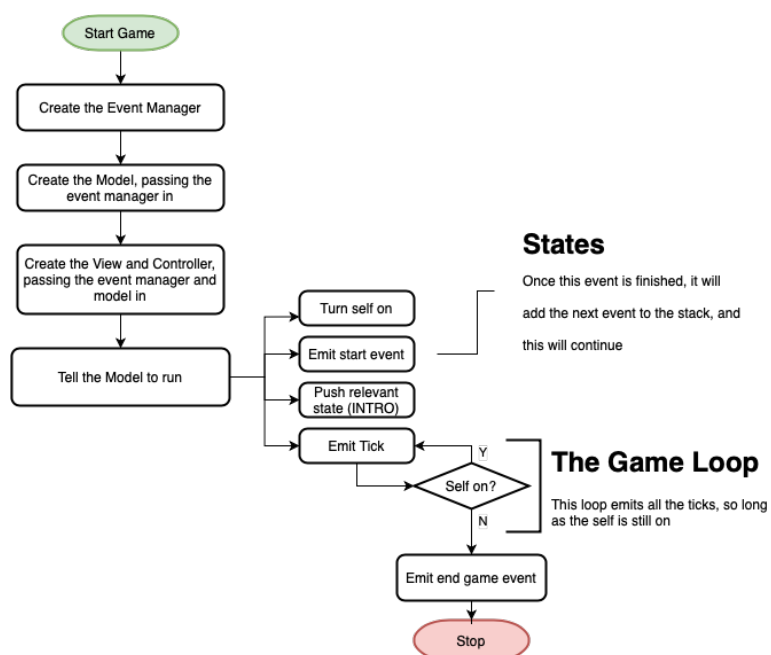 Start Game
Create the Event Manager
Create the Model, passing the
event manager in
Create the View and Controller,
passing the event manager and
model in
Tell the Model to run
Turn self on
Emit start event
Push relevant
state (INTRO)
Emit Tick
Self on?
Y
N
Emit end game event
Stop
States
Once this event is finished, it will
add the next event to the stack, and
this will continue
The Game Loop
This loop emits all the ticks, so long
as the self is still on